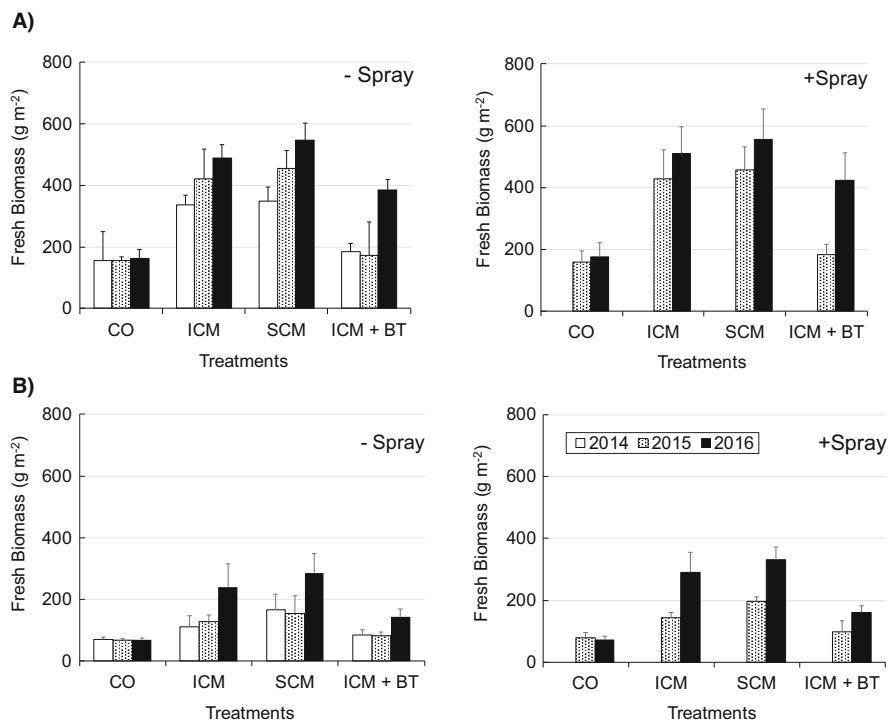 A)
- Spray
Fresh Biomass (g m-2)
800
600
400
200
0
CO ICM SCM ICM + BT
Treatments
+Spray
Fresh Biomass (g m-2)
800
600
400
200
0
CO ICM SCM ICM + BT
Treatments
B)
- Spray
Fresh Biomass (g m-2)
800
600
400
200
0
CO ICM SCM ICM + BT
Treatments
2014 2015 2016
+Spray
Fresh Biomass (g m-2)
800
600
400
200
0
CO ICM SCM ICM + BT
Treatments